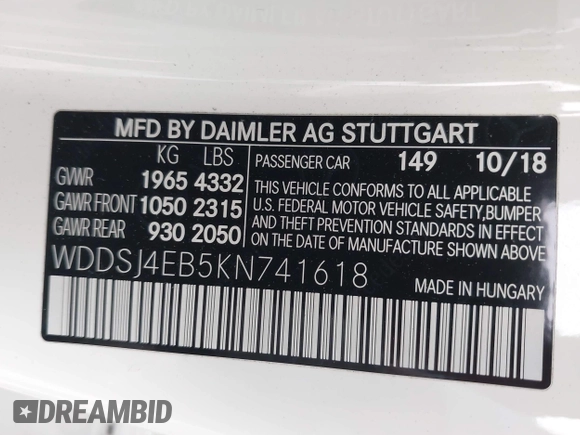 MFD BY DAIMLER AG STUTTGART
KG LBS
GVWR 1965 4332
GAWR FRONT 1050 2315
GAWR REAR 930 2050
PASSENGER CAR 149 10/18
THIS VEHICLE CONFORMS TO ALL APPLICABLE
U.S. FEDERAL MOTOR VEHICLE SAFETY, BUMPER
AND THEFT PREVENTION STANDARDS IN EFFECT
ON THE DATE OF MANUFACTURE SHOWN ABOVE.
WDDSJ4EB5KN741618
MADE IN HUNGARY
DREAMBID